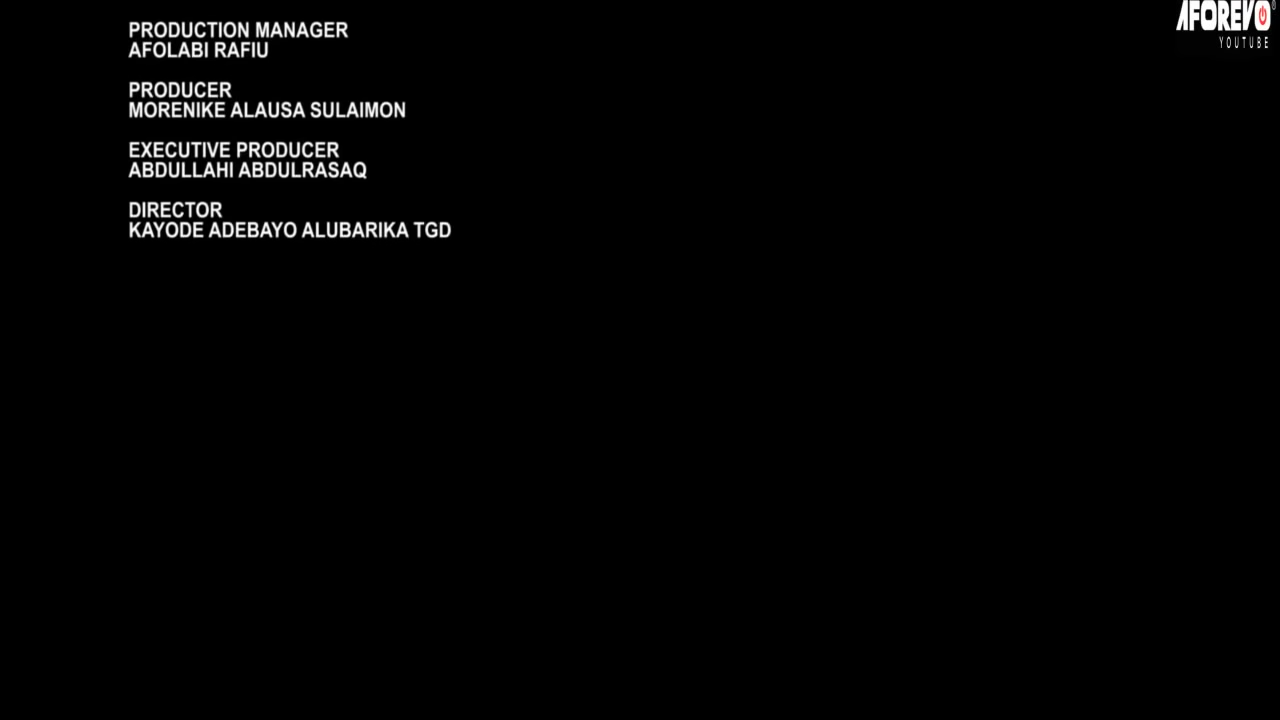 PRODUCTION MANAGER
AFOLABI RAFIU
PRODUCER
MORENIKE ALAUSA SULAIMON
EXECUTIVE PRODUCER
ABDULLAHI ABDULRASAQ
DIRECTOR
KAYODE ADEBAYO ALUBARIKA TGD
AFOREVO
YOUTUBE